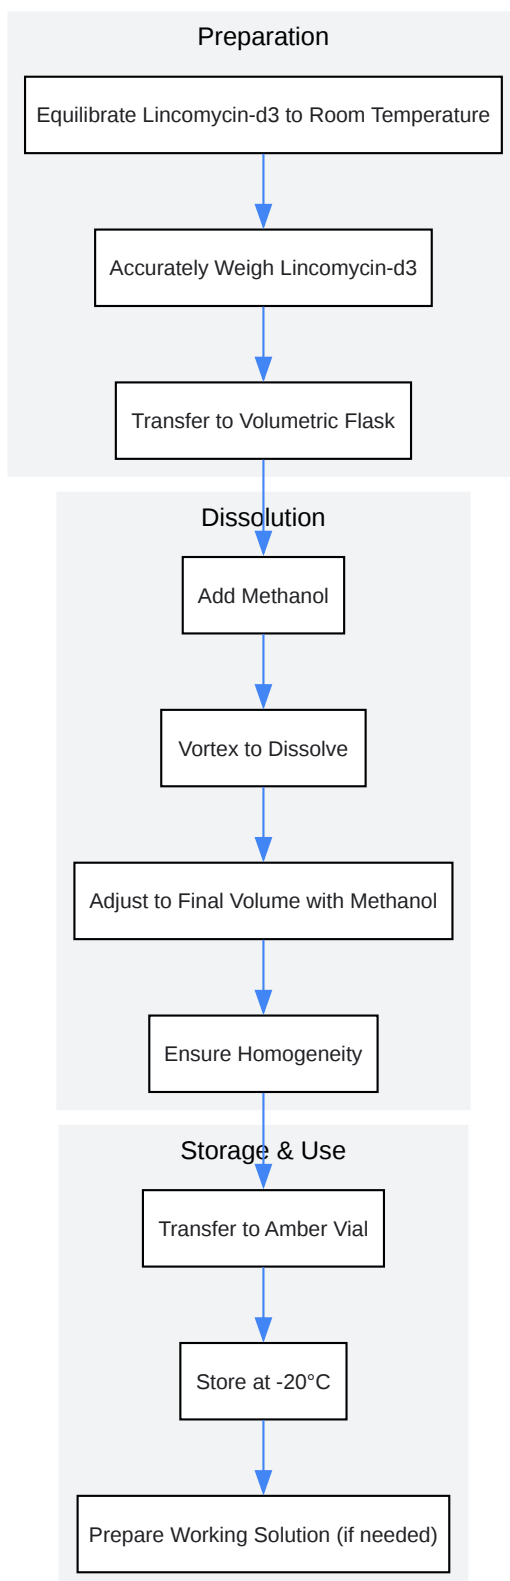 Preparation
Equilibrate Lincomycin-d3 to Room Temperature
Accurately Weigh Lincomycin-d3
Transfer to Volumetric Flask
Dissolution
Add Methanol
Vortex to Dissolve
Adjust to Final Volume with Methanol
Ensure Homogeneity
Storage & Use
Transfer to Amber Vial
Store at -20°C
Prepare Working Solution (if needed)